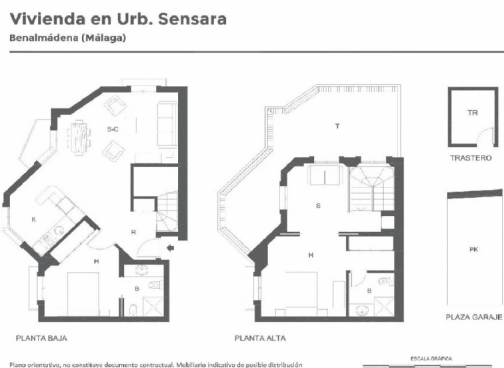 Vivienda en Urb. Sensara
Benalmádena (Málaga)
S-C
K
R
H
B
PLANTA BAJA
T
S
H
B
PLANTA ALTA
TR
TRASTERO
PK
PLAZA GARAJE
Plano orientativo, no constituye documento contractual. Mobiliario indicativo de posible distribución
ESCALA GRÁFICA